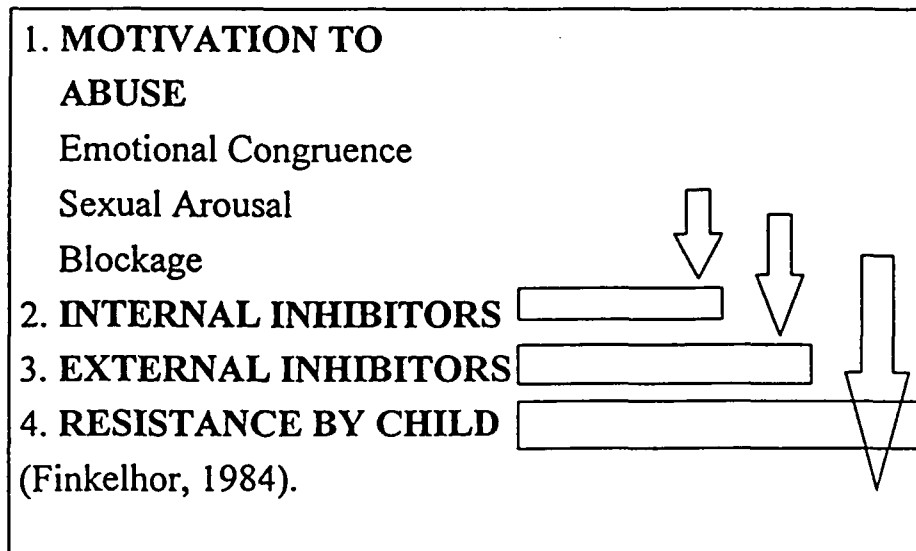 1. MOTIVATION TO
ABUSE
Emotional Congruence
Sexual Arousal
Blockage
2. INTERNAL INHIBITORS
3. EXTERNAL INHIBITORS
4. RESISTANCE BY CHILD
(Finkelhor, 1984).